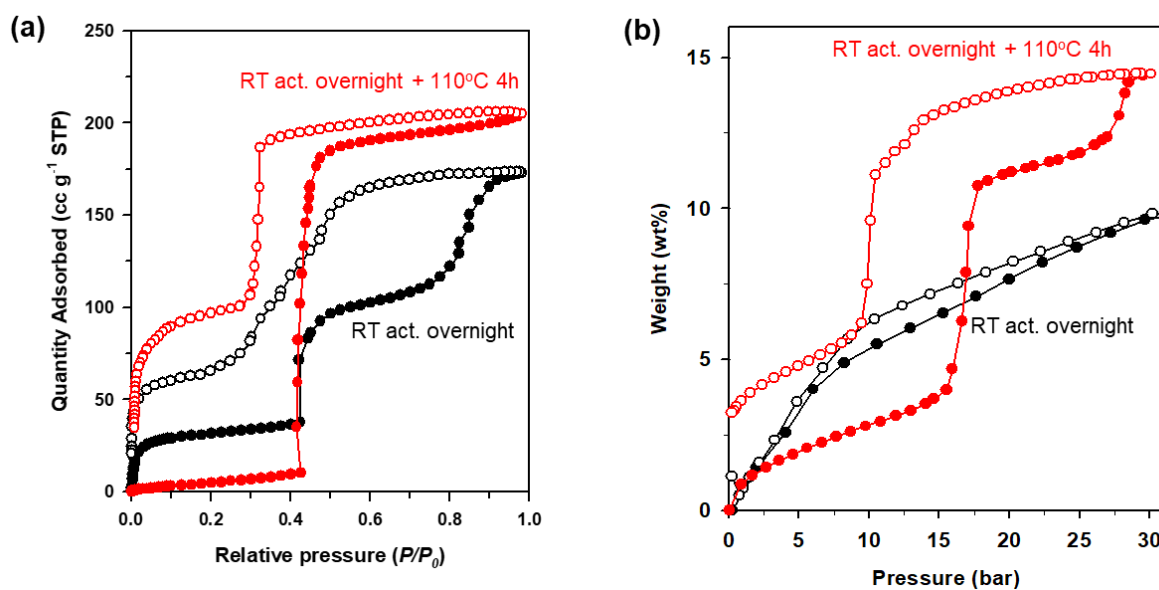 (a)
250
200
150
100
50
0
Quantity Adsorbed (cc g⁻¹ STP)
RT act. overnight + 110°C 4h
RT act. overnight
0.0 0.2 0.4 0.6 0.8 1.0
Relative pressure (P/P₀)
(b)
15
10
5
0
Weight (wt%)
RT act. overnight + 110°C 4h
RT act. overnight
0 5 10 15 20 25 30
Pressure (bar)